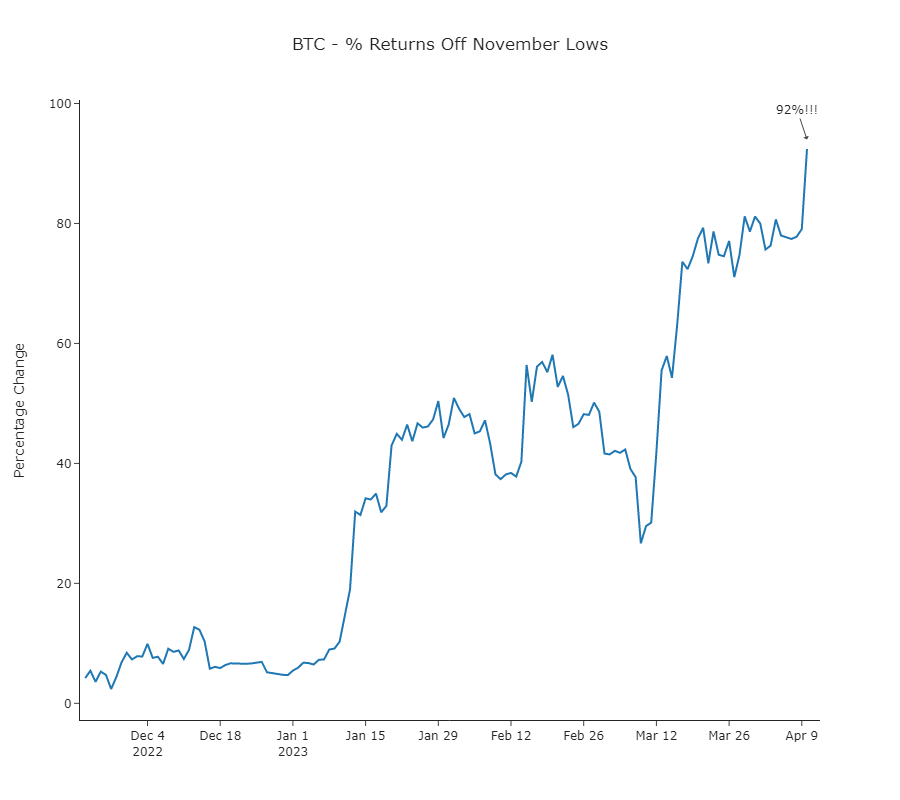 BTC - % Returns Off November Lows
92%!!!
100
80
60
40
20
0
Percentage Change
Dec 4
2022
Dec 18
Jan 1
2023
Jan 15
Jan 29
Feb 12
Feb 26
Mar 12
Mar 26
Apr 9